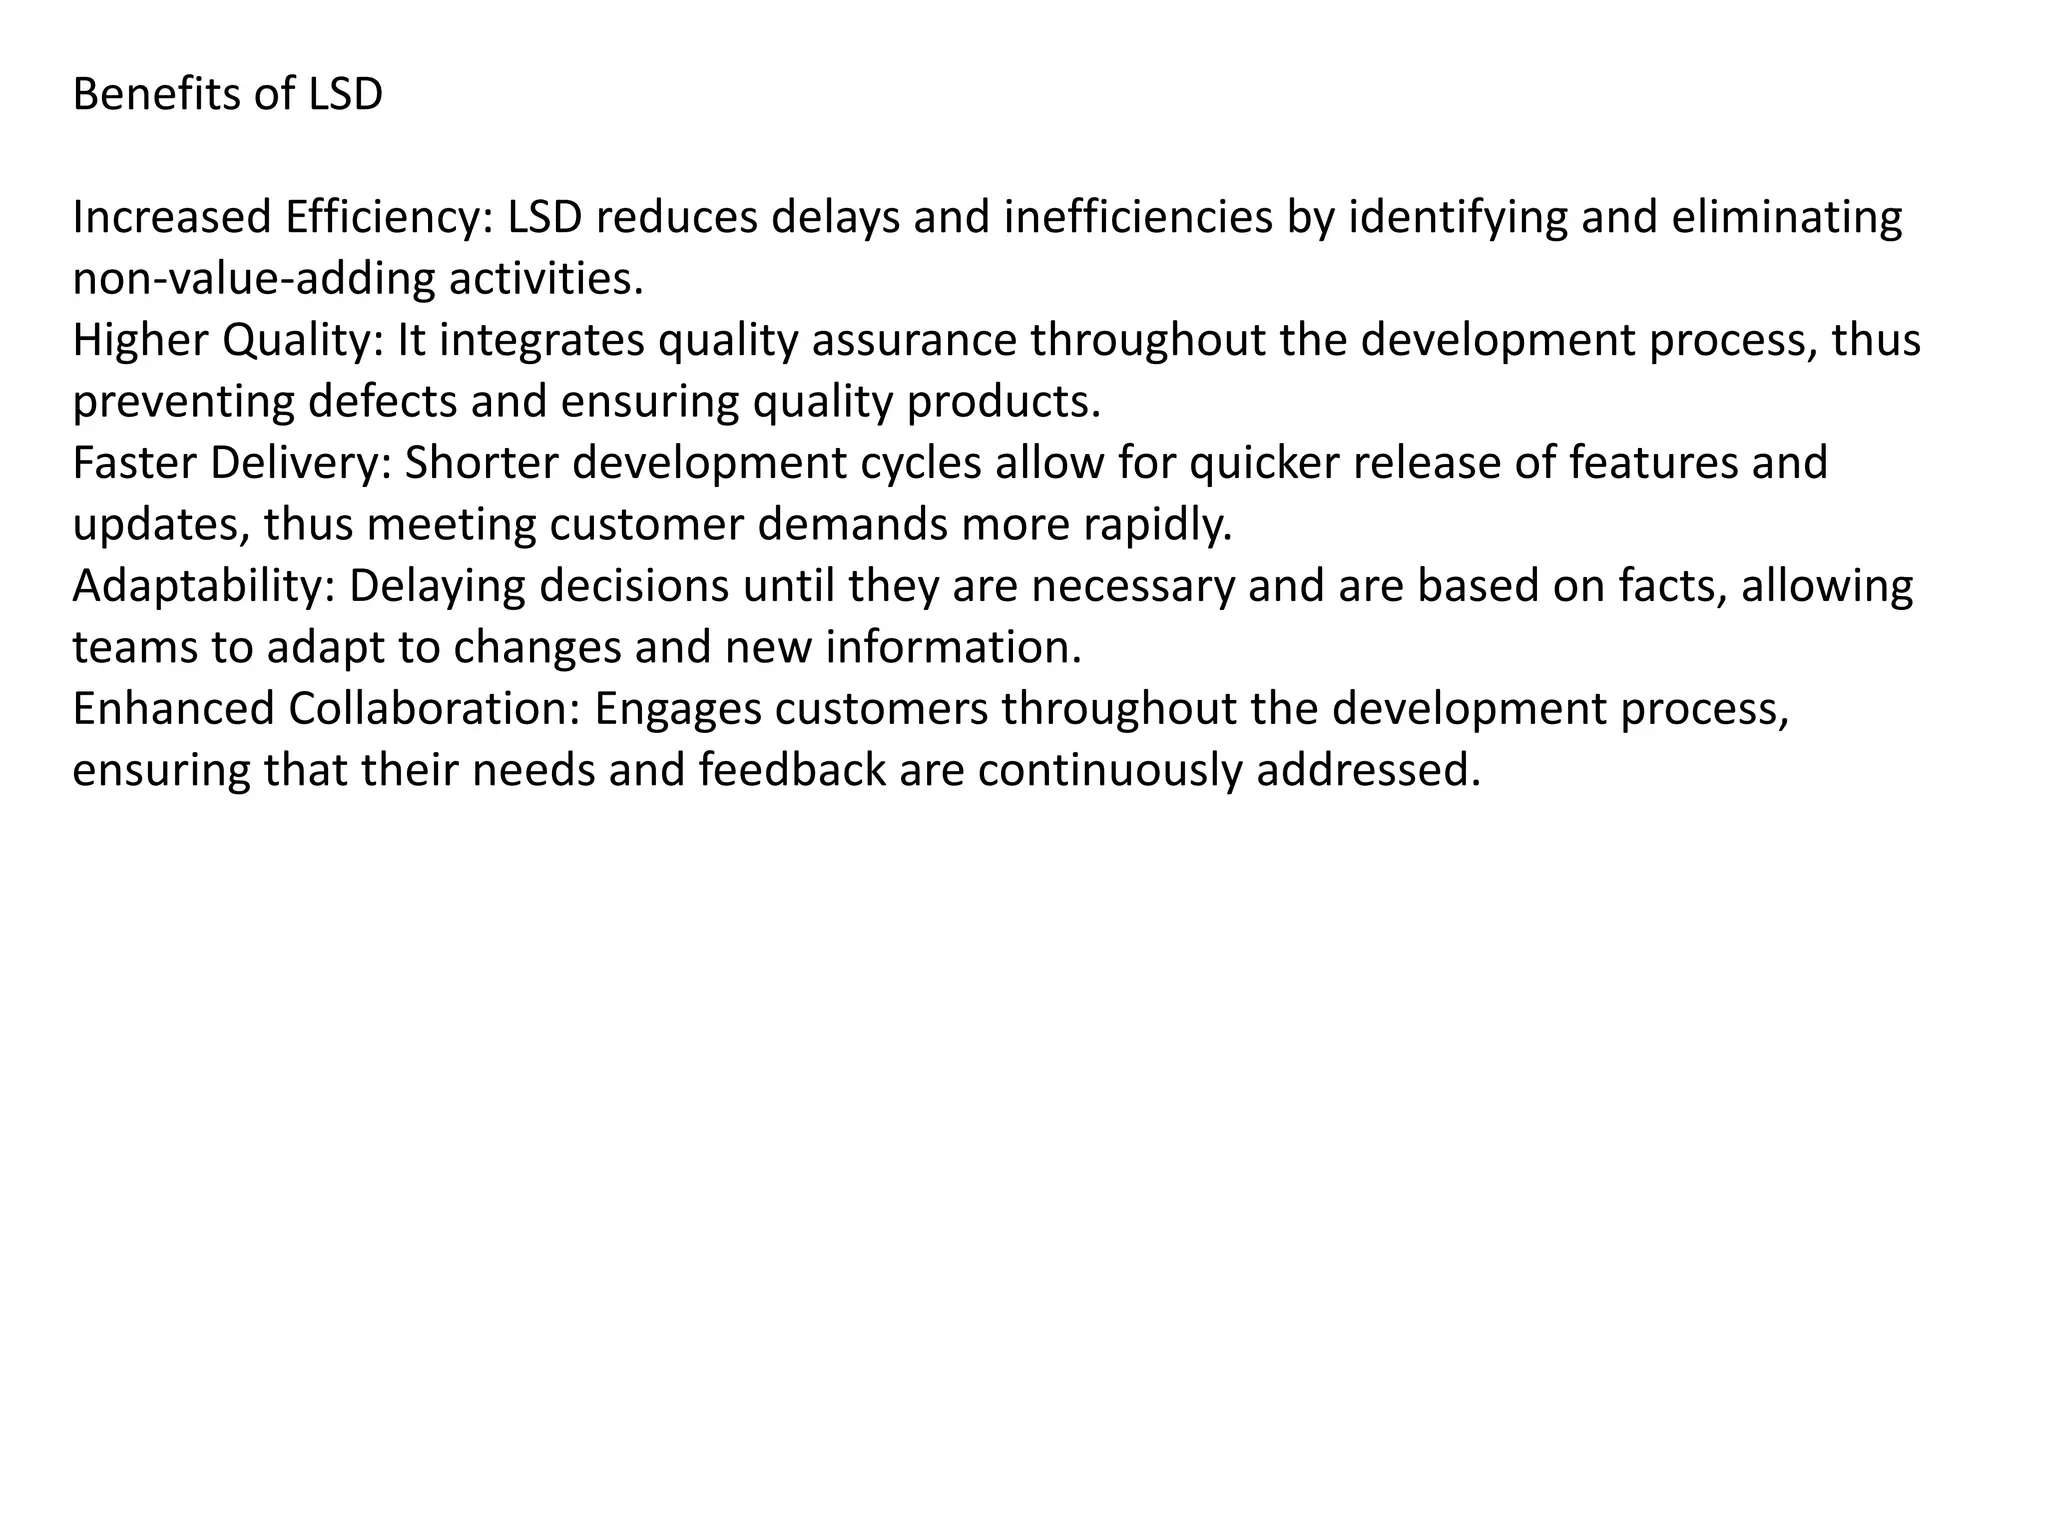 Benefits of LSD
Increased Efficiency: LSD reduces delays and inefficiencies by identifying and eliminating
non-value-adding activities.
Higher Quality: It integrates quality assurance throughout the development process, thus
preventing defects and ensuring quality products.
Faster Delivery: Shorter development cycles allow for quicker release of features and
updates, thus meeting customer demands more rapidly.
Adaptability: Delaying decisions until they are necessary and are based on facts, allowing
teams to adapt to changes and new information.
Enhanced Collaboration: Engages customers throughout the development process,
ensuring that their needs and feedback are continuously addressed.